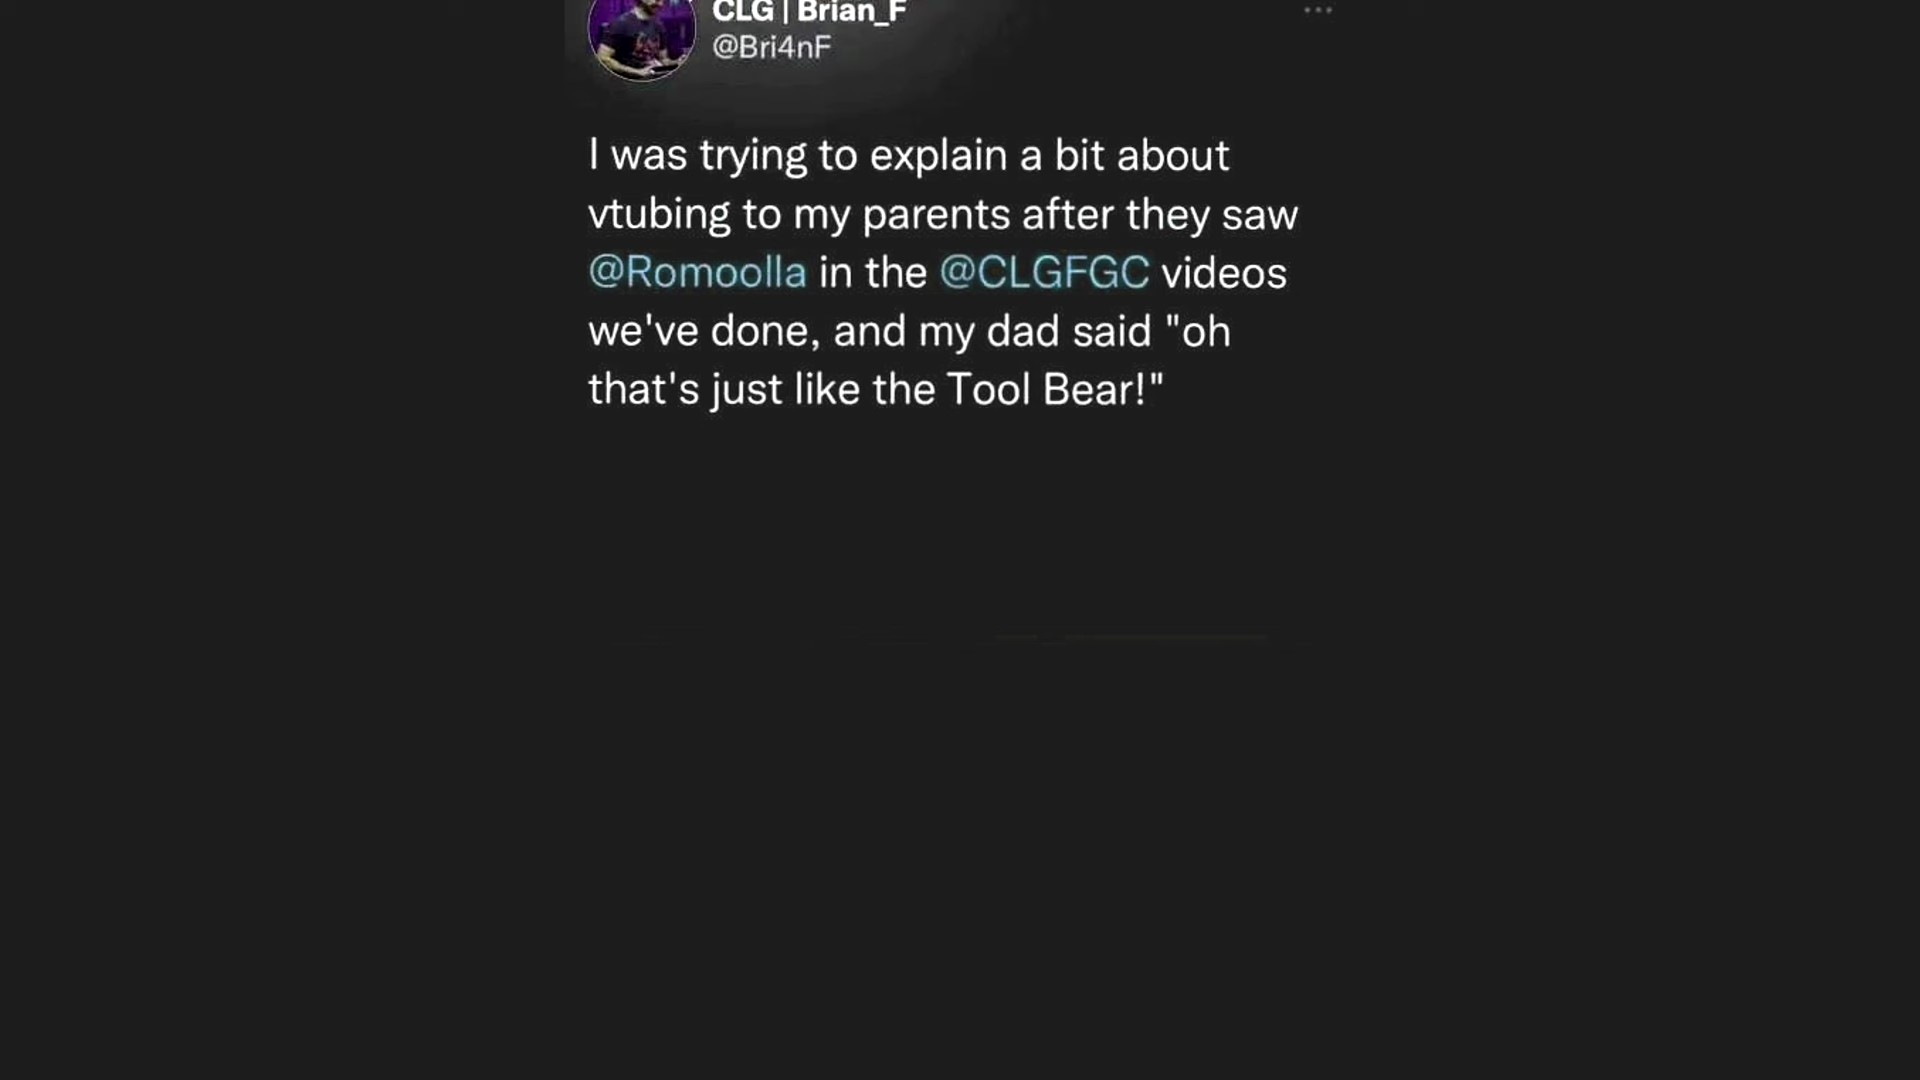 CLG | Brian_F
@Bri4nF
I was trying to explain a bit about
vtubing to my parents after they saw
@Romoolla in the @CLGFGC videos
we've done, and my dad said "oh
that's just like the Tool Bear!"